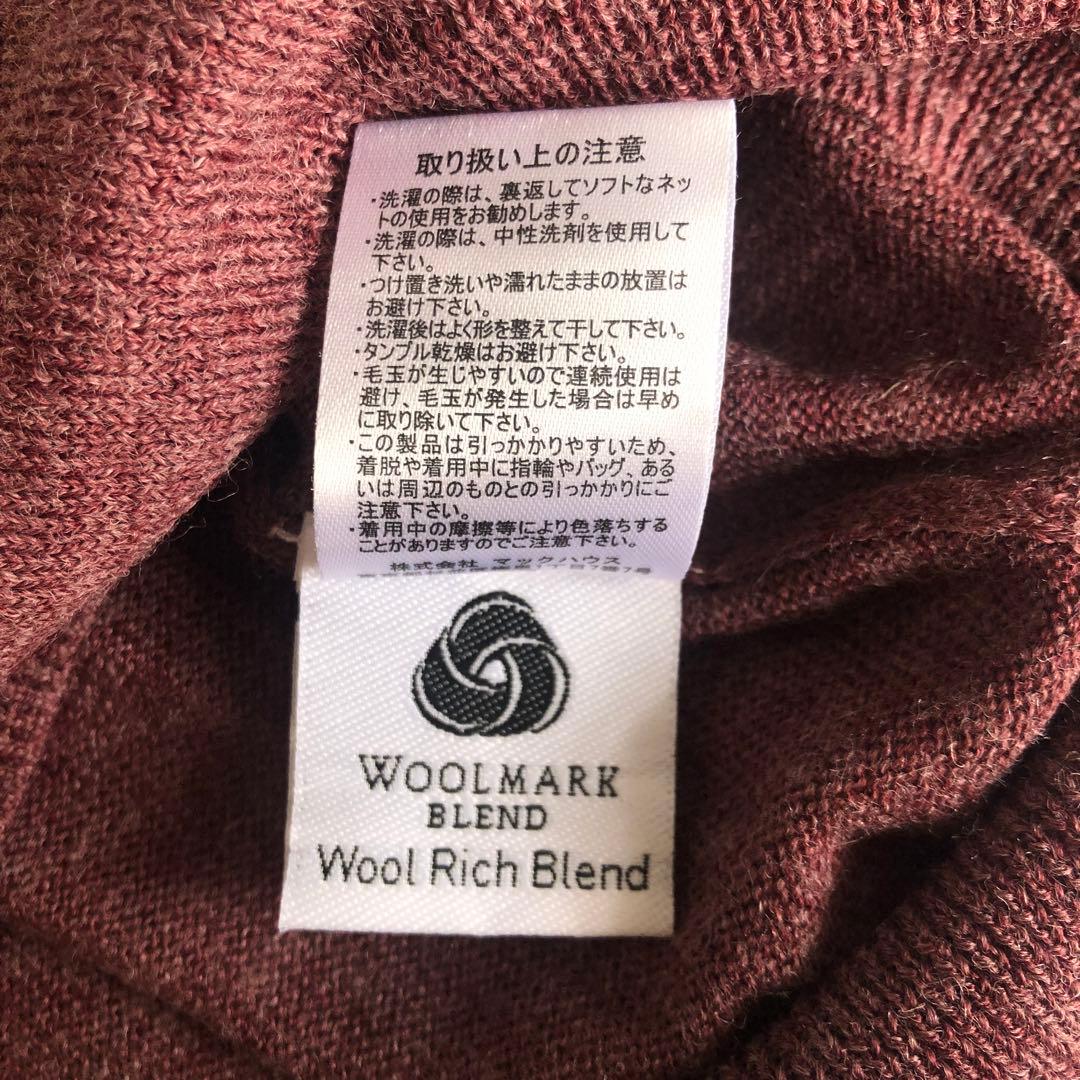 取り扱い上の注意
・洗濯の際は、裏返してソフトなネッ
トの使用をお勧めします。
・洗濯の際は、中性洗剤を使用して
下さい。
・つけ置き洗いや濡れたままの放置は
お避け下さい。
・洗濯後はよく形を整えて干して下さい。
・タンブル乾燥はお避け下さい。
・毛玉が生じやすいので連続使用は
避け、毛玉が発生した場合は早め
に取り除いて下さい。
・この製品は引っかかりやすいため、
着脱や着用中に指輪やバッグ、ある
いは周辺のものとの引っかかりにご
注意下さい。
・着用中の摩擦等により色落ちする
ことがありますのでご注意下さい。
株式会社 マックハウス
WOOLMARK
BLEND
Wool Rich Blend